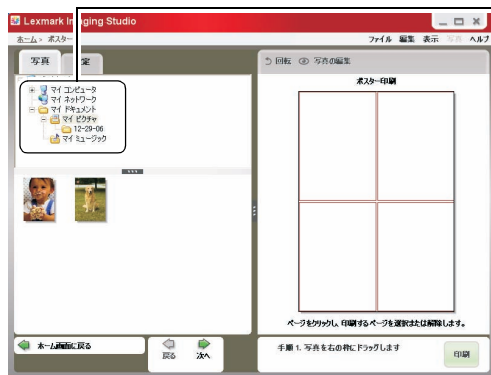 Lexmark Imaging Studio
ホーム > ポスター
ファイル 編集 表示 写真 ヘルプ
写真
定
回転 写真の編集
ポスター印刷
マイ コンピュータ
マイ ネットワーク
マイ ドキュメント
マイ ピクチャ
12-29-06
マイ ミュージック
ページをクリックし、印刷するページを選択または解除します。
ホーム画面に戻る
戻る 次へ
手順 1. 写真を右の枠にドラッグします
印刷